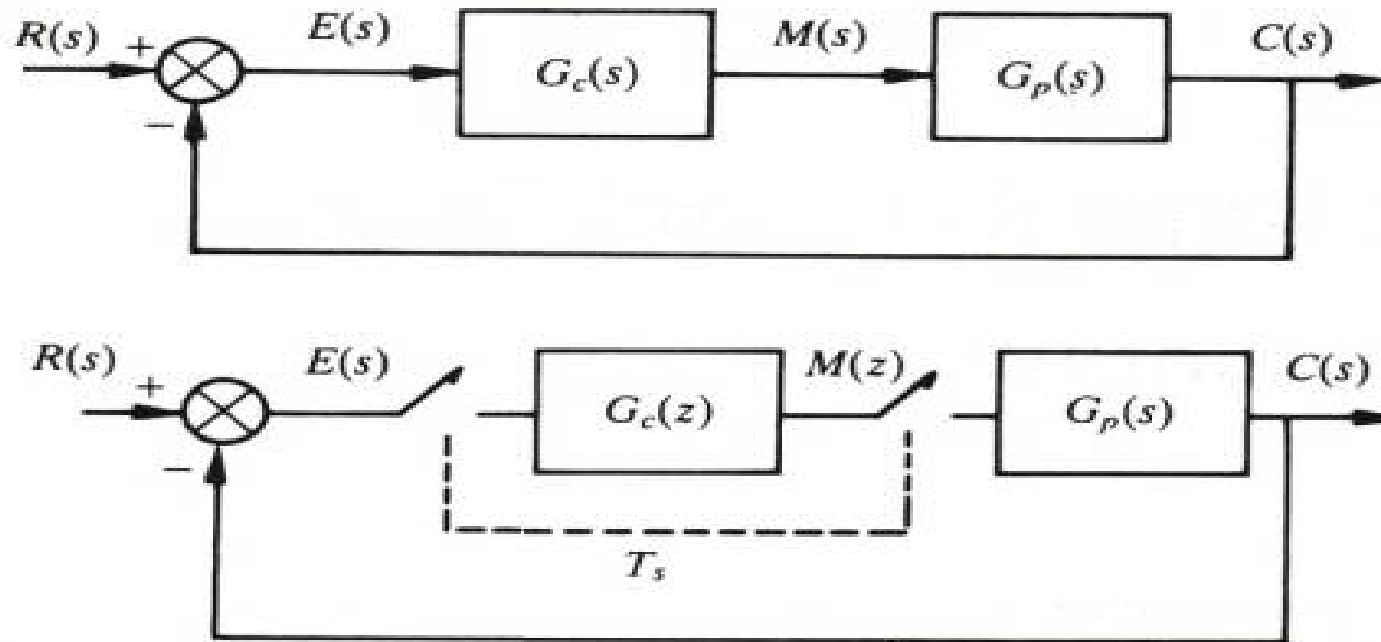 R(s) + E(s) G_c(s) M(s) G_p(s) C(s)
−
R(s) + E(s) G_c(z) M(z) G_p(s) C(s)
−
T_s